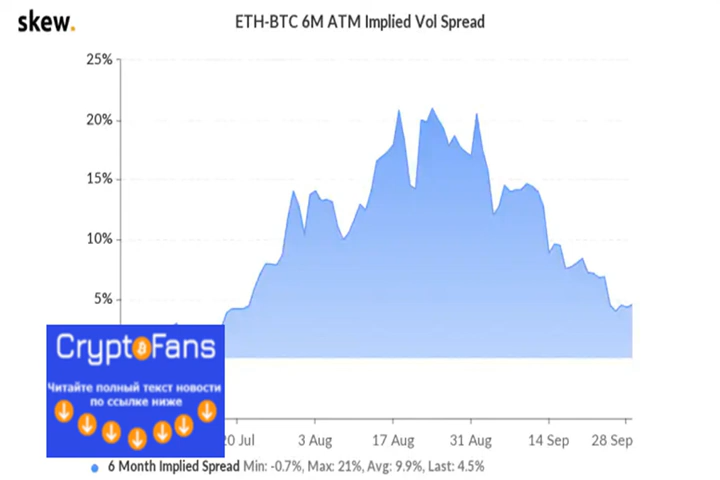 skew.
ETH-BTC 6M ATM Implied Vol Spread
25%
20%
15%
10%
5%
CryptoFans
Читайте полный текст новости
по ссылке ниже
20 Jul 3 Aug 17 Aug 31 Aug 14 Sep 28 Sep
6 Month Implied Spread Min: -0.7%, Max: 21%, Avg: 9.9%, Last: 4.5%